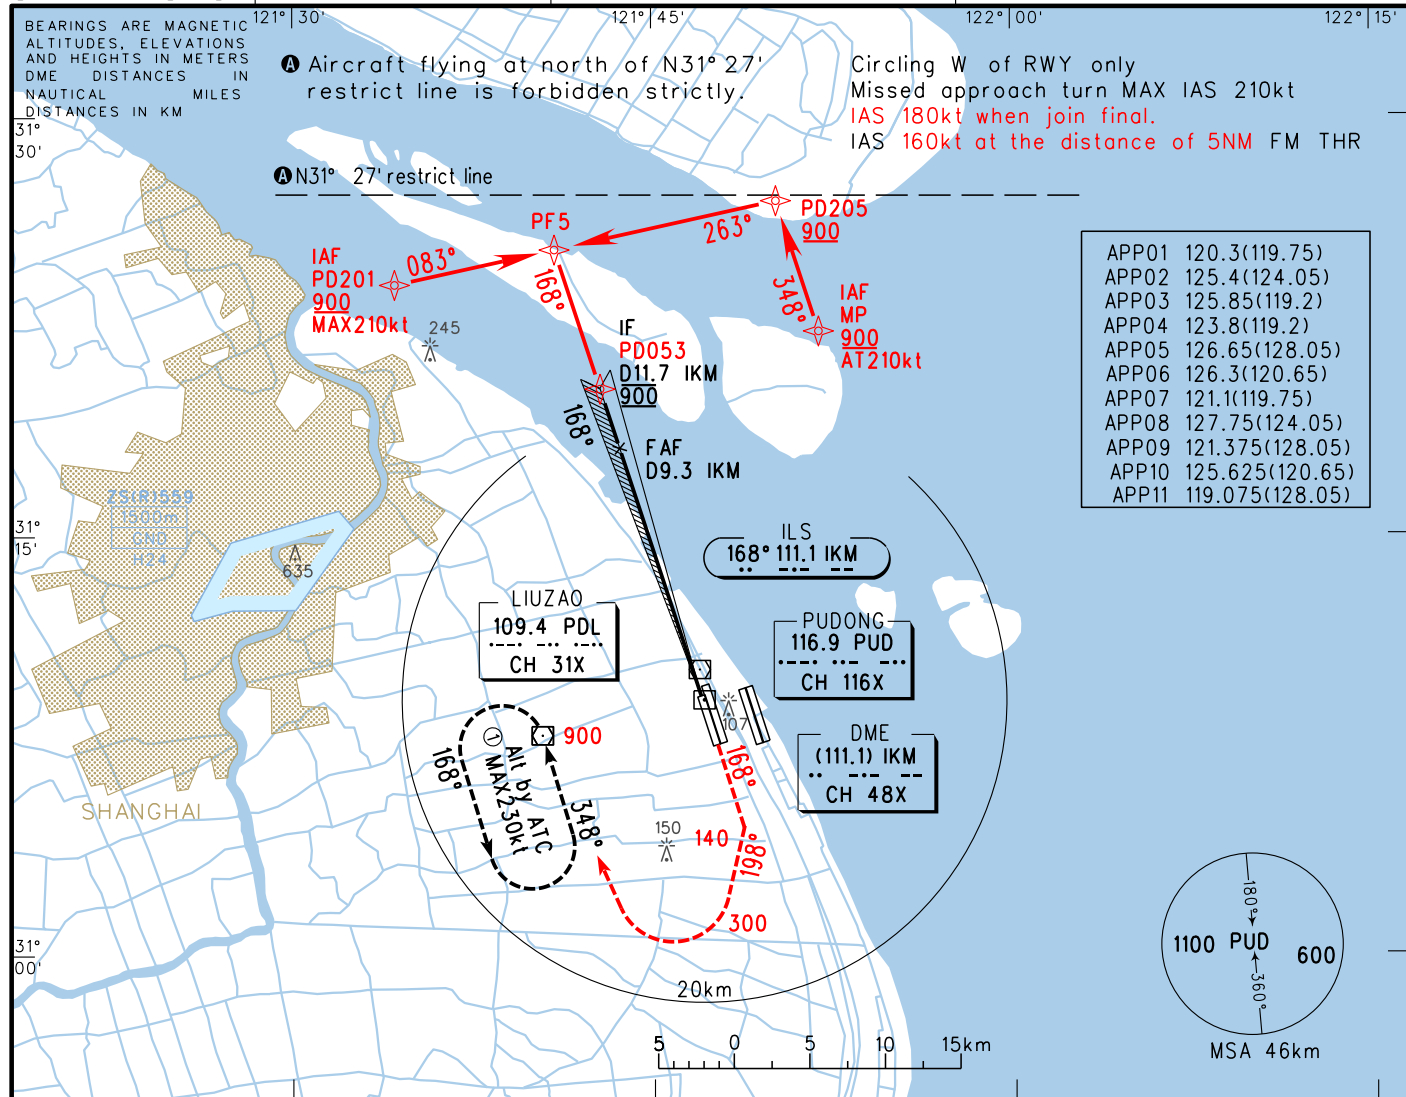 121°30'
121°45'
122°00'
122°15'
BEARINGS ARE MAGNETIC
ALTITUDES, ELEVATIONS
AND HEIGHTS IN METERS
DME DISTANCES IN
NAUTICAL MILES
DISTANCES IN KM
A Aircraft flying at north of N31°27'
restrict line is forbidden strictly.
Circling W of RWY only
Missed approach turn MAX IAS 210kt
IAS 180kt when join final.
IAS 160kt at the distance of 5NM FM THR
31°
30'
A N31° 27' restrict line
PF5
263°
PD205
900
IAF
PD201
900
MAX210kt
083°
168°
348°
IAF
MP
900
AT210kt
245
IF
PD053
D11.7 IKM
900
168°
FAF
D9.3 IKM
APP01 120.3(119.75)
APP02 125.4(124.05)
APP03 125.85(119.2)
APP04 123.8(119.2)
APP05 126.65(128.05)
APP06 126.3(120.65)
APP07 121.1(119.75)
APP08 127.75(124.05)
APP09 121.375(128.05)
APP10 125.625(120.65)
APP11 119.075(128.05)
ZS(R)559
1500m
GND
H24
31°
15'
635
ILS
168° 111.1 IKM
LIUZAO
109.4 PDL
CH 31X
PUDONG
116.9 PUD
CH 116X
107
DME
(111.1) IKM
CH 48X
900
168°
① Alt by ATC
MAX230kt
348°
168°
SHANGHAI
150
140
198°
300
31°
00'
20km
5 0 5 10 15km
180°
1100 PUD 600
360°
MSA 46km